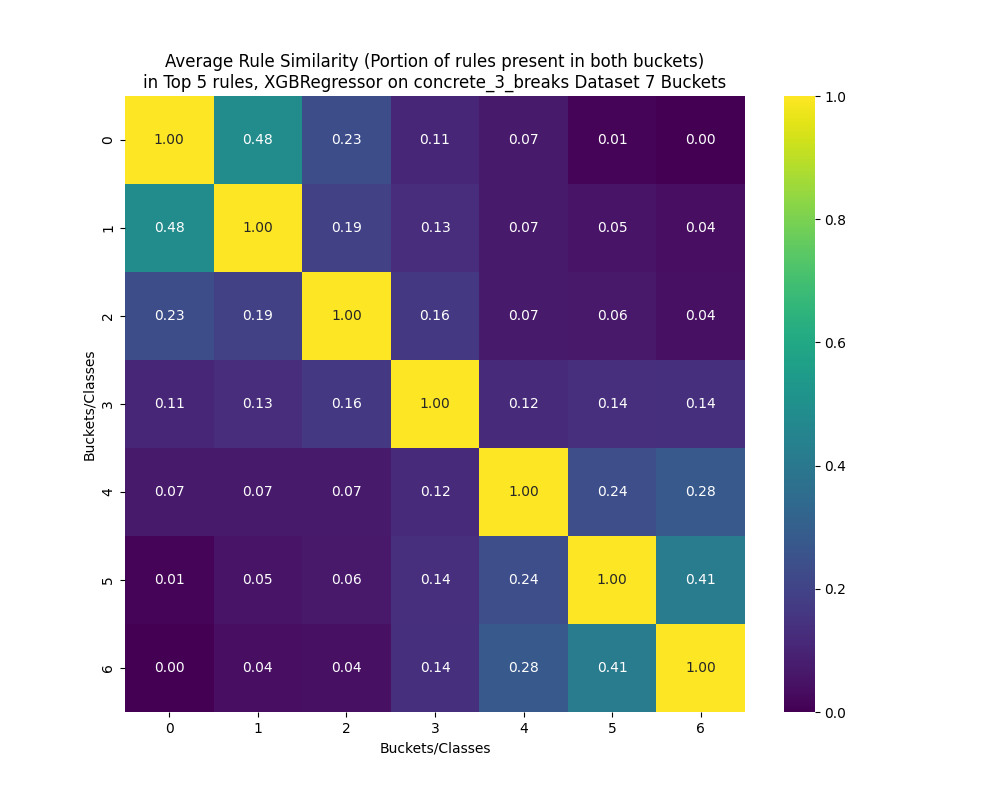 Average Rule Similarity (Portion of rules present in both buckets)
in Top 5 rules, XGBRegressor on concrete_3_breaks Dataset 7 Buckets
0 1.00 0.48 0.23 0.11 0.07 0.01 0.00
1 0.48 1.00 0.19 0.13 0.07 0.05 0.04
2 0.23 0.19 1.00 0.16 0.07 0.06 0.04
3 0.11 0.13 0.16 1.00 0.12 0.14 0.14
4 0.07 0.07 0.07 0.12 1.00 0.24 0.28
5 0.01 0.05 0.06 0.14 0.24 1.00 0.41
6 0.00 0.04 0.04 0.14 0.28 0.41 1.00
0 1 2 3 4 5 6
Buckets/Classes
Buckets/Classes
1.0
0.8
0.6
0.4
0.2
0.0